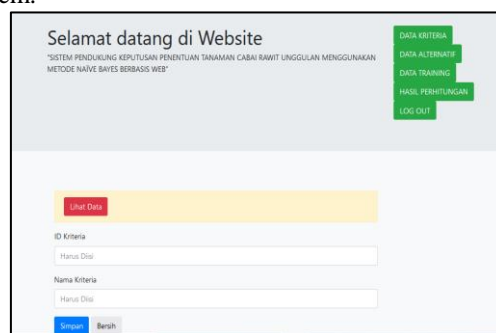 em.
Selamat datang di Website
"SISTEM PENDUKUNG KEPUTUSAN PENENTUAN TANAMAN CABAI RAWIT UNGGULAN MENGGUNAKAN
METODE NAÏVE BAYES BERBASIS WEB"
DATA KRITERIA
DATA ALTERNATIF
DATA TRAINING
HASIL PERHITUNGAN
LOG OUT
Lihat Data
ID Kriteria
Harus Diisi
Nama Kriteria
Harus Diisi
Simpan Bersih